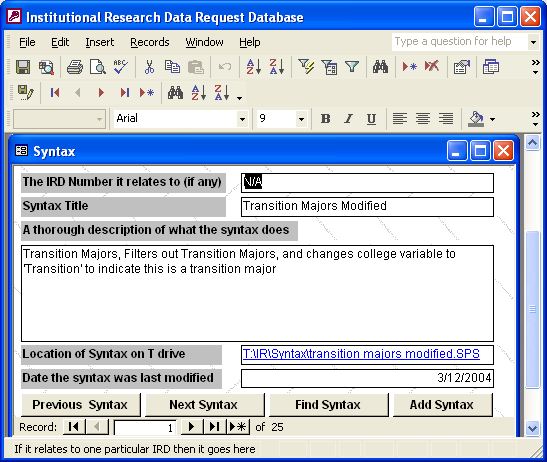 Institutional Research Data Request Database
File Edit Insert Records Window Help Type a question for help
ABC A Z Z A
A Z Z A
Arial 9 B I U
Syntax
The IRD Number it relates to (if any) N/A
Syntax Title Transition Majors Modified
A thorough description of what the syntax does
Transition Majors, Filters out Transition Majors, and changes college variable to
'Transition' to indicate this is a transition major
Location of Syntax on T drive T:\IR\Syntax\transition majors modified.SPS
Date the syntax was last modified 3/12/2004
Previous Syntax Next Syntax Find Syntax Add Syntax
Record: 1 of 25
If it relates to one particular IRD then it goes here